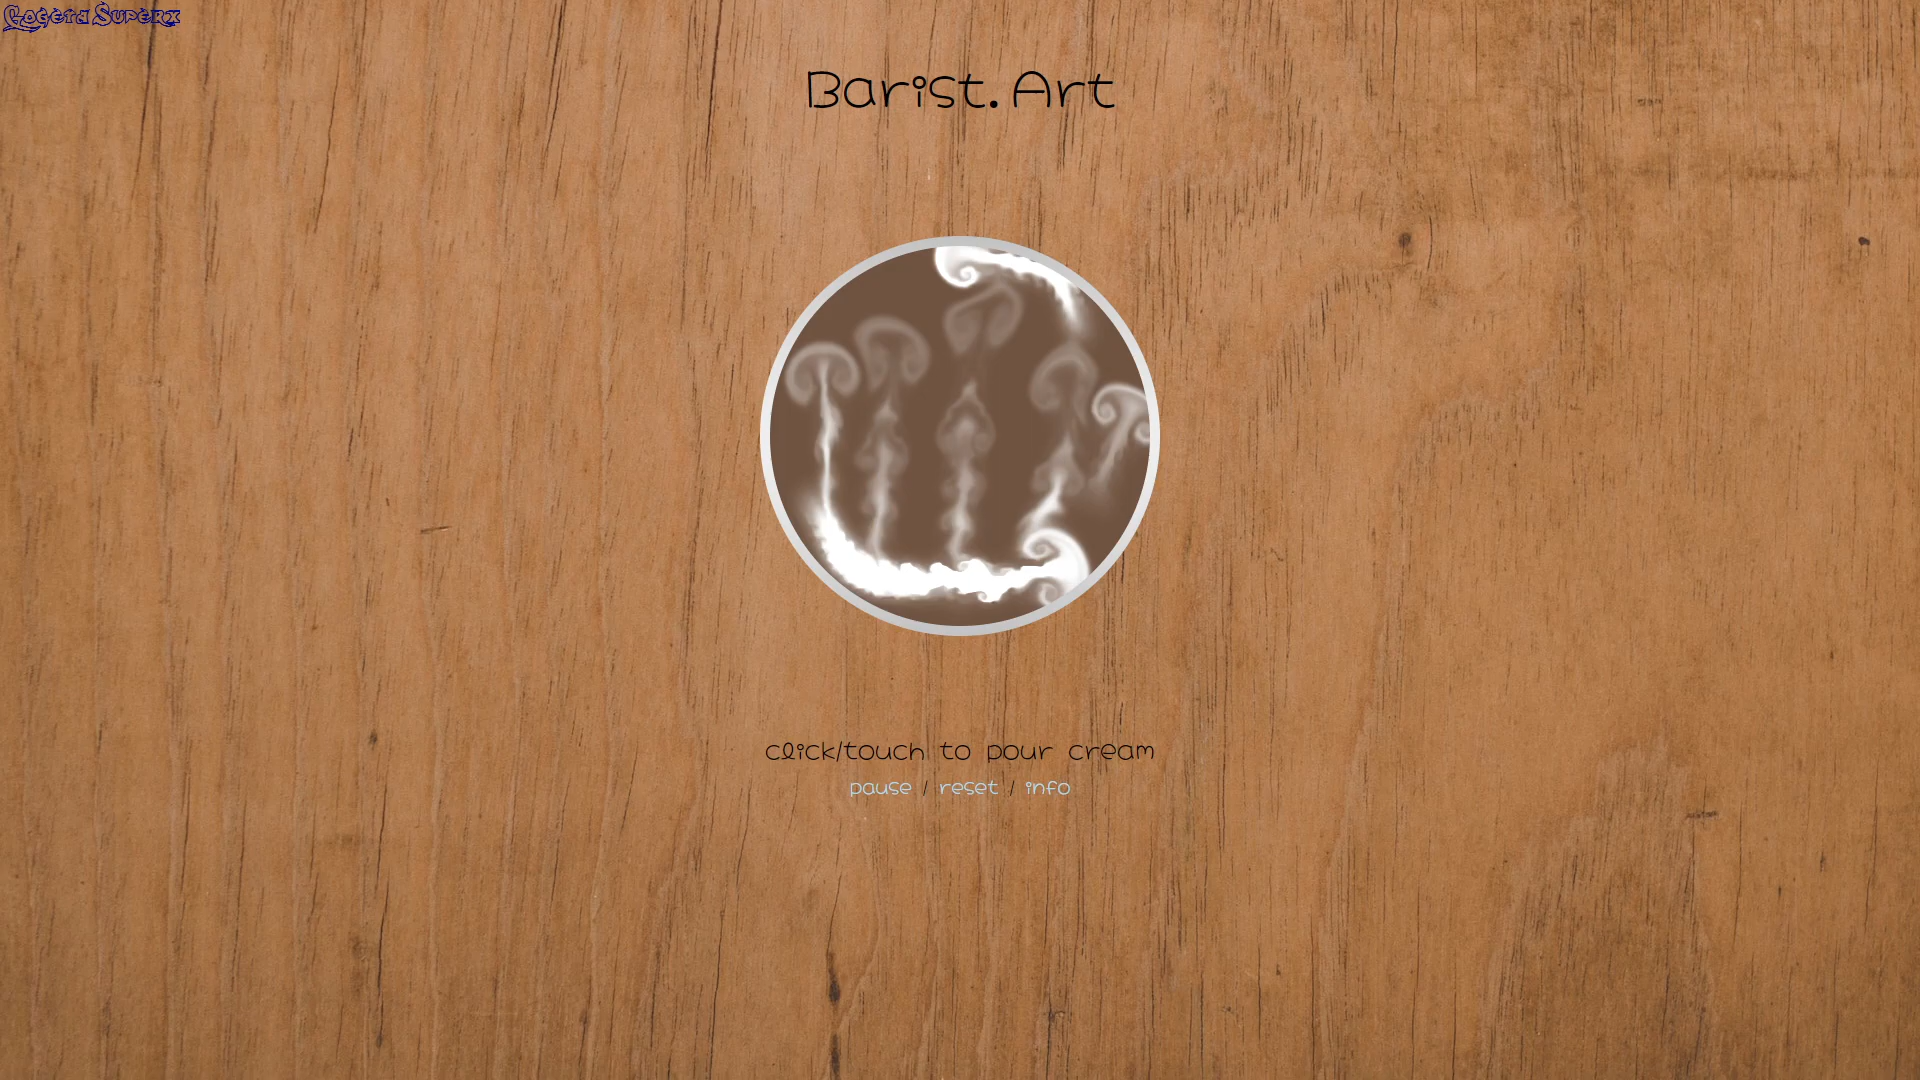 Barist.Art
click/touch to pour cream
pause / reset / info